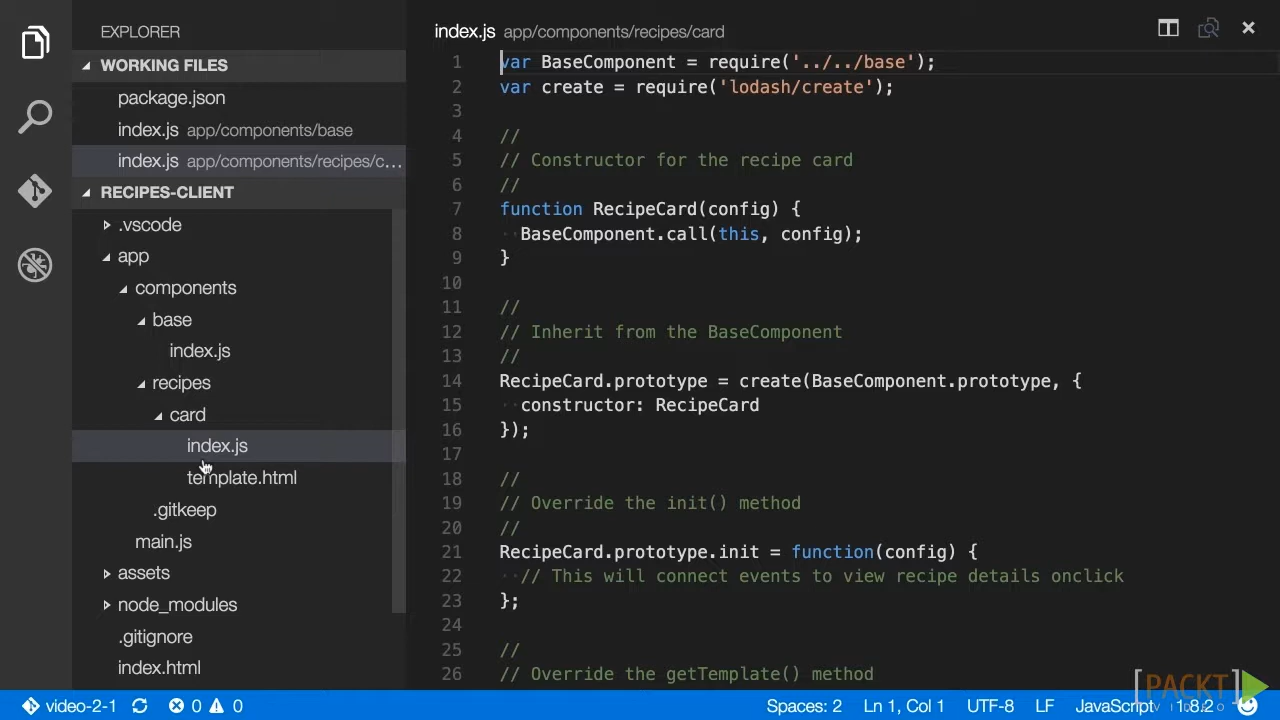 EXPLORER
WORKING FILES
package.json
index.js app/components/base
index.js app/components/recipes/c...
RECIPES-CLIENT
.vscode
app
components
base
index.js
recipes
card
index.js
template.html
.gitkeep
main.js
assets
node_modules
.gitignore
index.html
index.js app/components/recipes/card
1 var BaseComponent = require('../../base');
2 var create = require('lodash/create');
3
4 //
5 // Constructor for the recipe card
6 //
7 function RecipeCard(config) {
8 BaseComponent.call(this, config);
9 }
10
11 //
12 // Inherit from the BaseComponent
13 //
14 RecipeCard.prototype = create(BaseComponent.prototype, {
15 constructor: RecipeCard
16 });
17
18 //
19 // Override the init() method
20 //
21 RecipeCard.prototype.init = function(config) {
22 // This will connect events to view recipe details onclick
23 };
24
25 //
26 // Override the getTemplate() method
[PACKT]
VIDEO
video-2-1 0 0 Spaces: 2 Ln 1, Col 1 UTF-8 LF JavaScript 1.8.2